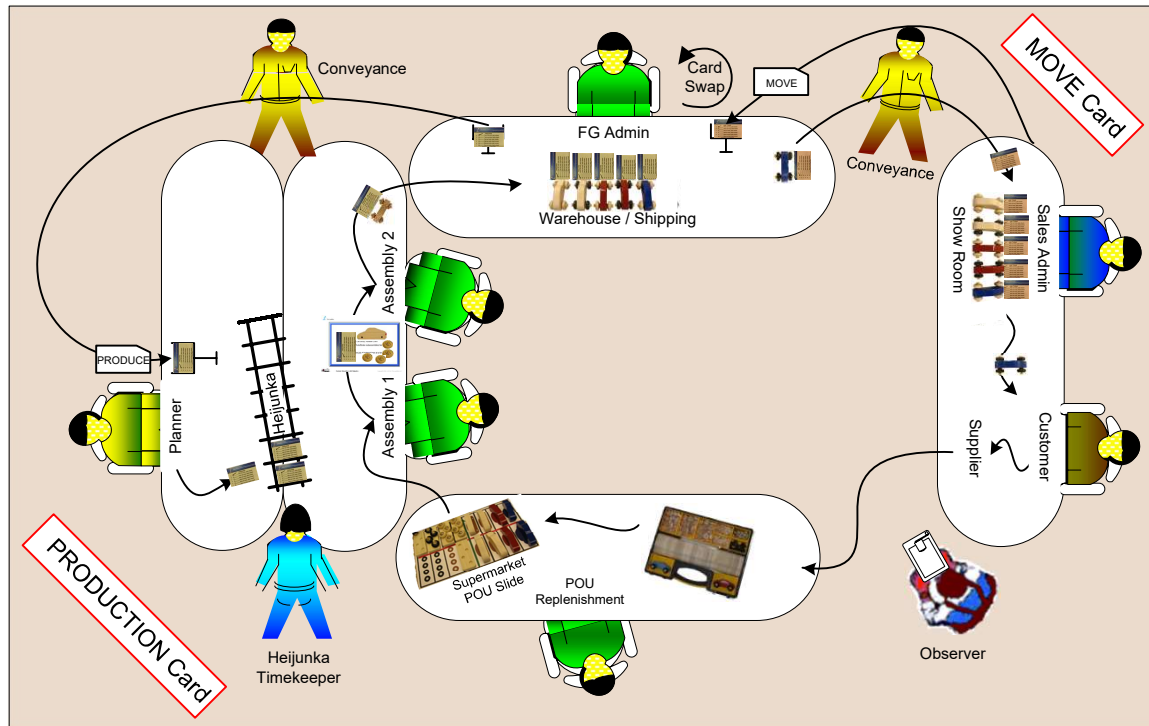 Conveyance
Card
Swap
MOVE
MOVE Card
FG Admin
Conveyance
Warehouse / Shipping
Assembly 2
Sales Admin
Show Room
PRODUCE
Heijunka
Assembly 1
Planner
Customer
Supplier
Supermarket
POU Slide
POU
Replenishment
PRODUCTION Card
Heijunka
Timekeeper
Observer